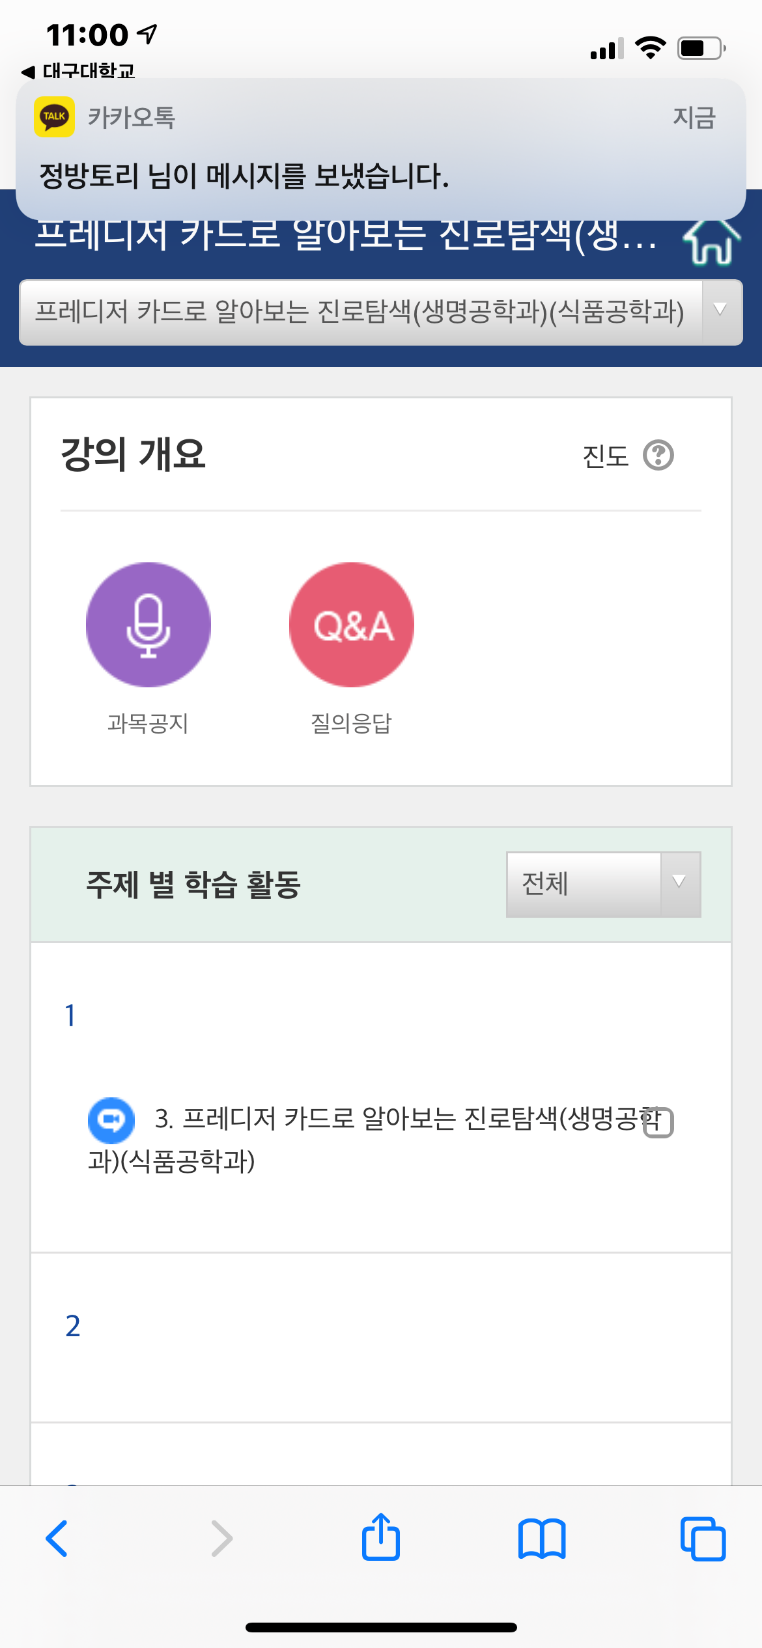 11:00
◀ 대구대학교
TALK 카카오톡 지금
정방토리 님이 메시지를 보냈습니다.
프레디저 카드로 알아보는 진로탐색(생...
프레디저 카드로 알아보는 진로탐색(생명공학과)(식품공학과)
강의 개요 진도
Q&A
과목공지 질의응답
주제 별 학습 활동 전체
1
3. 프레디저 카드로 알아보는 진로탐색(생명공학
과)(식품공학과)
2